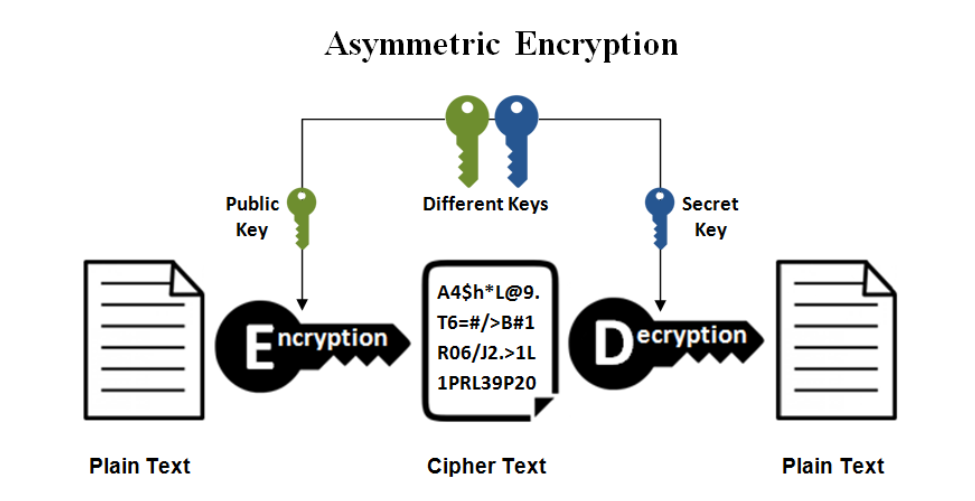 Asymmetric Encryption
Public
Key
Different Keys
Secret
Key
Encryption
A4$h*L@9.
T6=#/>B#1
R06/J2.>1L
1PRL39P20
Decryption
Plain Text
Cipher Text
Plain Text